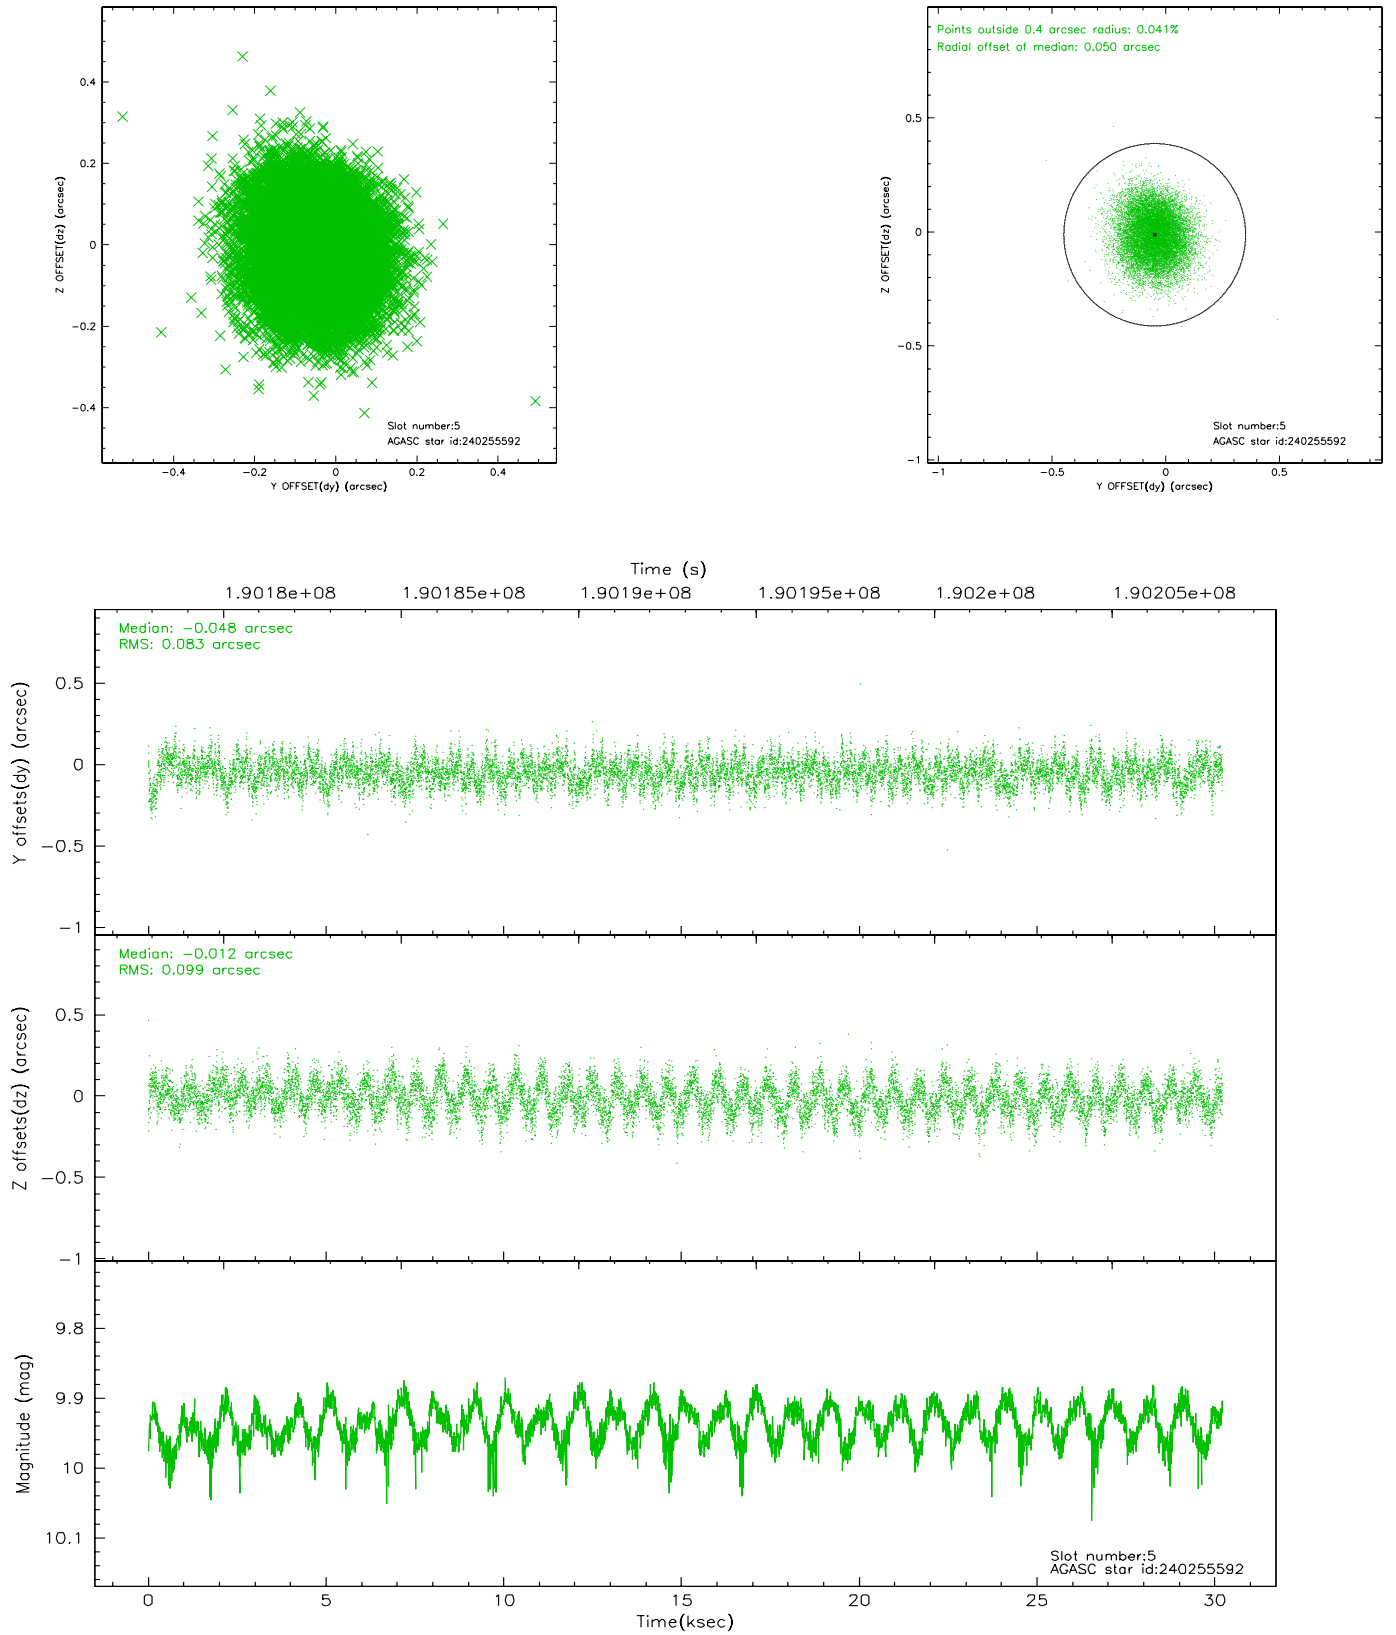 0.4
0.2
0
−0.2
−0.4
Z OFFSET(dz) (arcsec)
−0.4 −0.2 0 0.2 0.4
Y OFFSET(dy) (arcsec)
Slot number:5
AGASC star id:240255592
Points outside 0.4 arcsec radius: 0.041%
Radial offset of median: 0.050 arcsec
0.5
0
−0.5
−1
Z OFFSET(dz) (arcsec)
−1 −0.5 0 0.5
Y OFFSET(dy) (arcsec)
Slot number:5
AGASC star id:240255592
Time (s)
1.9018e+08 1.90185e+08 1.9019e+08 1.90195e+08 1.902e+08 1.90205e+08
Median: −0.048 arcsec
RMS: 0.083 arcsec
0.5
0
−0.5
−1
Y offsets(dy) (arcsec)
Median: −0.012 arcsec
RMS: 0.099 arcsec
0.5
0
−0.5
−1
Z offsets(dz) (arcsec)
9.8
9.9
10
10.1
Magnitude (mag)
Slot number:5
AGASC star id:240255592
0 5 10 15 20 25 30
Time(ksec)